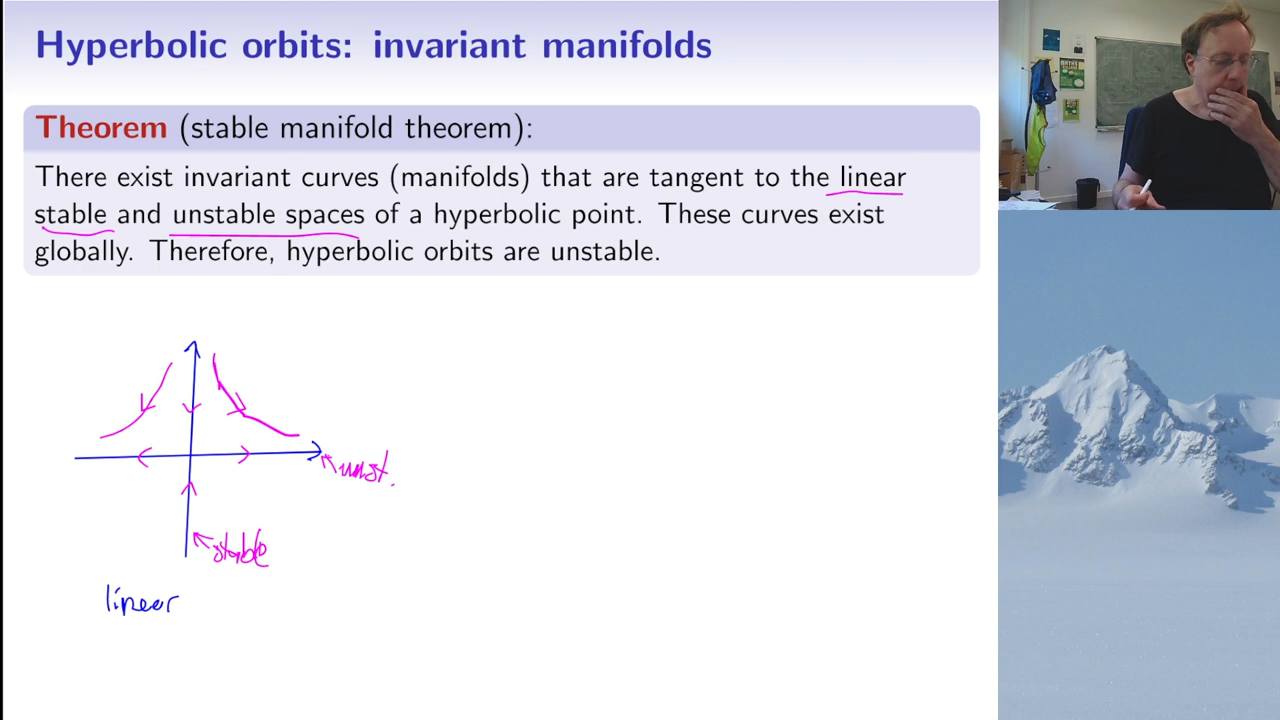 Hyperbolic orbits: invariant manifolds
Theorem (stable manifold theorem):
There exist invariant curves (manifolds) that are tangent to the linear
stable and unstable spaces of a hyperbolic point. These curves exist
globally. Therefore, hyperbolic orbits are unstable.
unst.
stable
linear